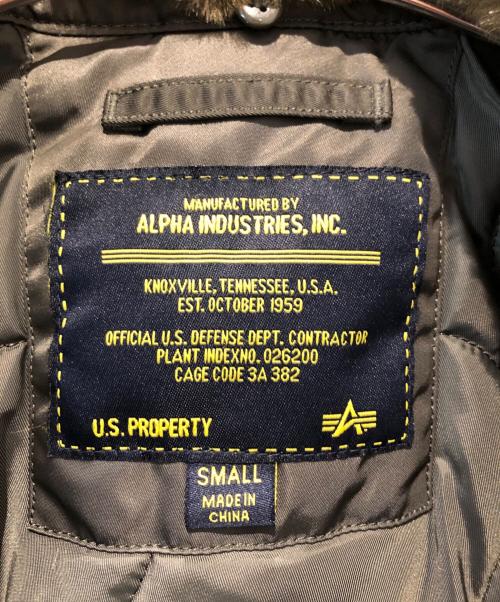 MANUFACTURED BY
ALPHA INDUSTRIES, INC.
KNOXVILLE, TENNESSEE, U.S.A.
EST. OCTOBER 1959
OFFICIAL U.S. DEFENSE DEPT. CONTRACTOR
PLANT INDEXNO. 026200
CAGE CODE 3A 382
U.S. PROPERTY
SMALL
MADE IN
CHINA